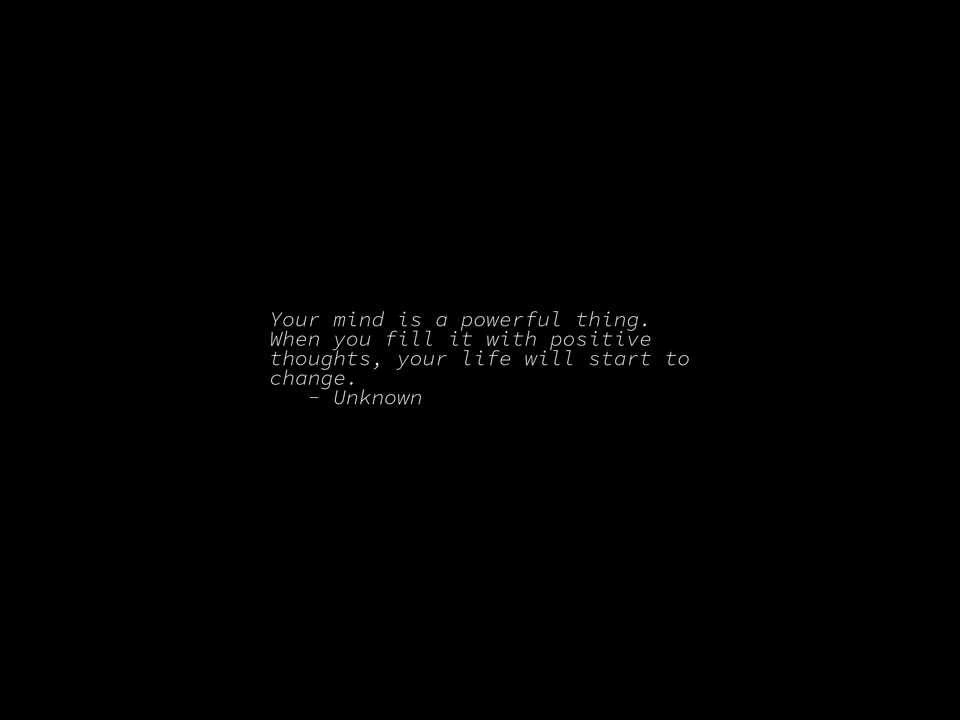 Your mind is a powerful thing.
When you fill it with positive
thoughts, your life will start to
change.
– Unknown